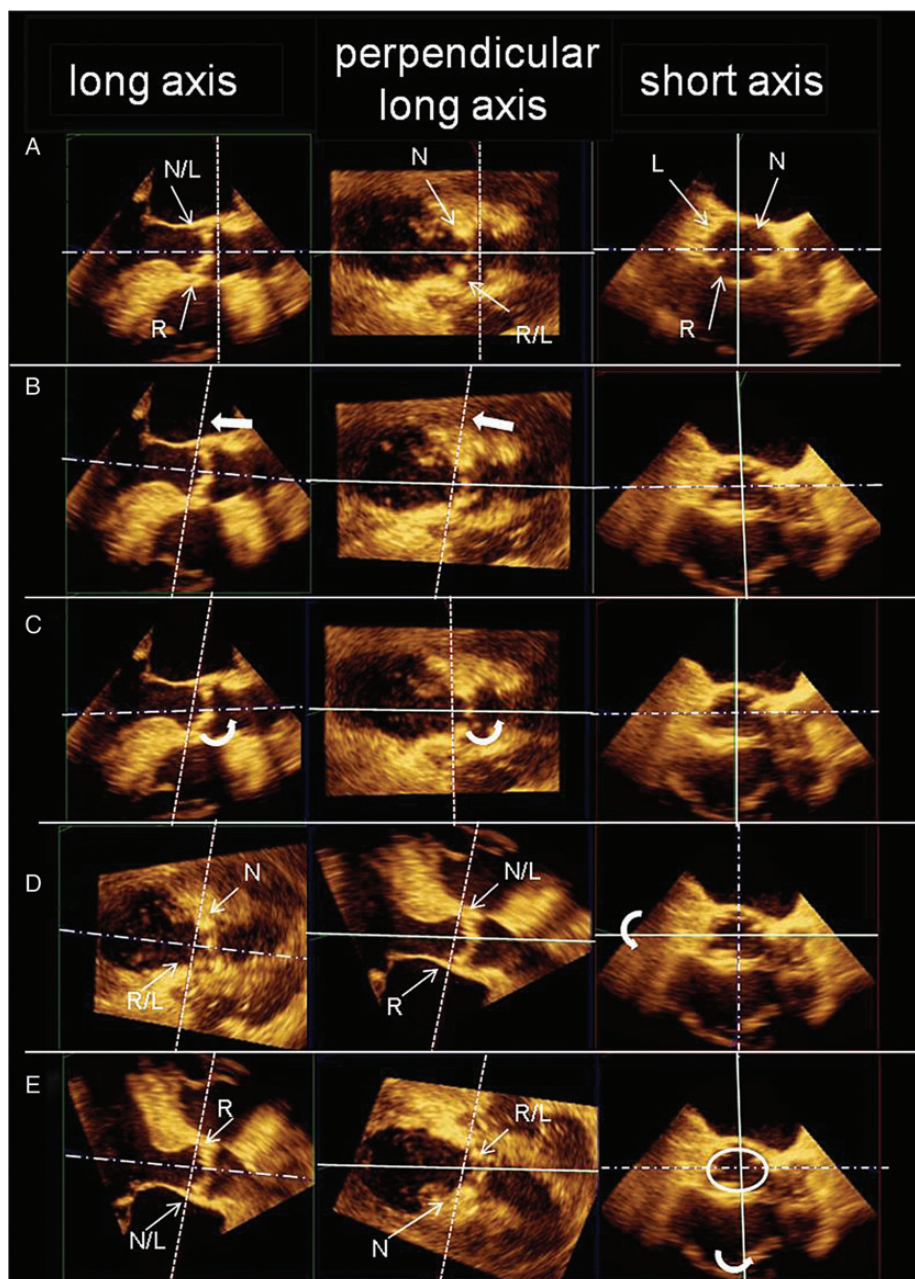 long axis
perpendicular
long axis
short axis
A
N/L
R
N
R/L
L
N
R
B
C
D
N
R/L
N/L
R
E
R
N/L
R/L
N